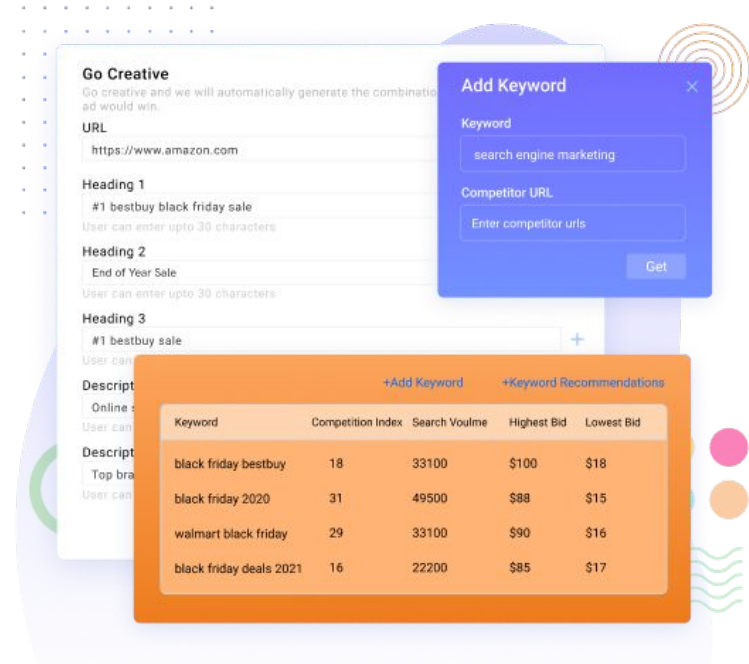 Go Creative
Go creative and we will automatically generate the combinatio
ad would win.
URL
https://www.amazon.com
Heading 1
#1 bestbuy black friday sale
User can enter upto 30 characters
Heading 2
End of Year Sale
User can enter upto 30 characters
Heading 3
#1 bestbuy sale
User can
Descript
Online s
User can
Descript
Top bra
User can
Add Keyword
Keyword
search engine marketing
Competitor URL
Enter competitor urls
Get
+Add Keyword +Keyword Recommendations
Keyword Competition Index Search Voulme Highest Bid Lowest Bid
black friday bestbuy 18 33100 $100 $18
black friday 2020 31 49500 $88 $15
walmart black friday 29 33100 $90 $16
black friday deals 2021 16 22200 $85 $17